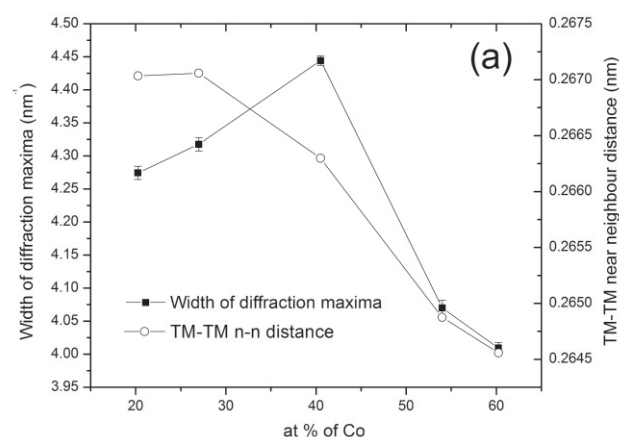 (a)
Width of diffraction maxima (nm⁻¹)
4.50
4.45
4.40
4.35
4.30
4.25
4.20
4.15
4.10
4.05
4.00
3.95
Width of diffraction maxima
TM-TM n-n distance
0.2675
0.2670
0.2665
0.2660
0.2655
0.2650
0.2645
TM-TM near neighbour distance (nm)
10 20 30 40 50 60
at % of Co